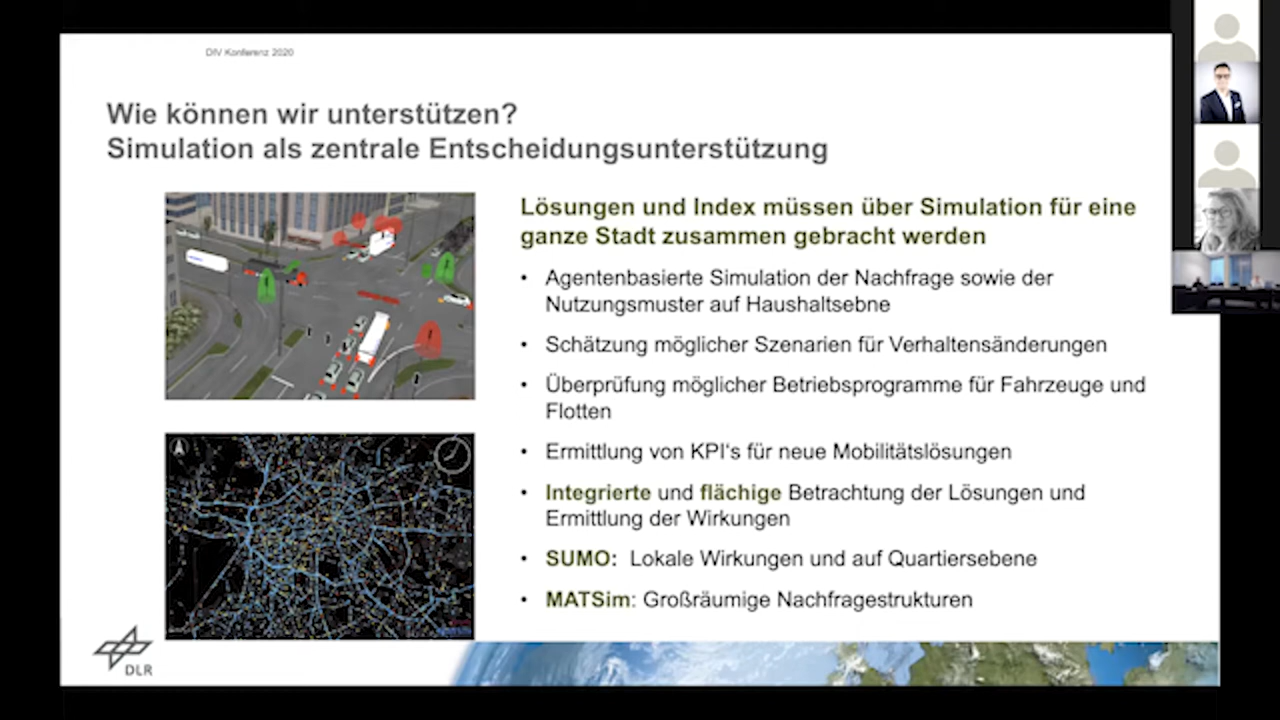 DIV Konferenz 2020
Wie können wir unterstützen?
Simulation als zentrale Entscheidungsunterstützung
Lösungen und Index müssen über Simulation für eine
ganze Stadt zusammen gebracht werden
• Agentenbasierte Simulation der Nachfrage sowie der
Nutzungsmuster auf Haushaltsebne
• Schätzung möglicher Szenarien für Verhaltensänderungen
• Überprüfung möglicher Betriebsprogramme für Fahrzeuge und
Flotten
• Ermittlung von KPI's für neue Mobilitätslösungen
• Integrierte und flächige Betrachtung der Lösungen und
Ermittlung der Wirkungen
• SUMO: Lokale Wirkungen und auf Quartiersebene
• MATSim: Großräumige Nachfragestrukturen
DLR